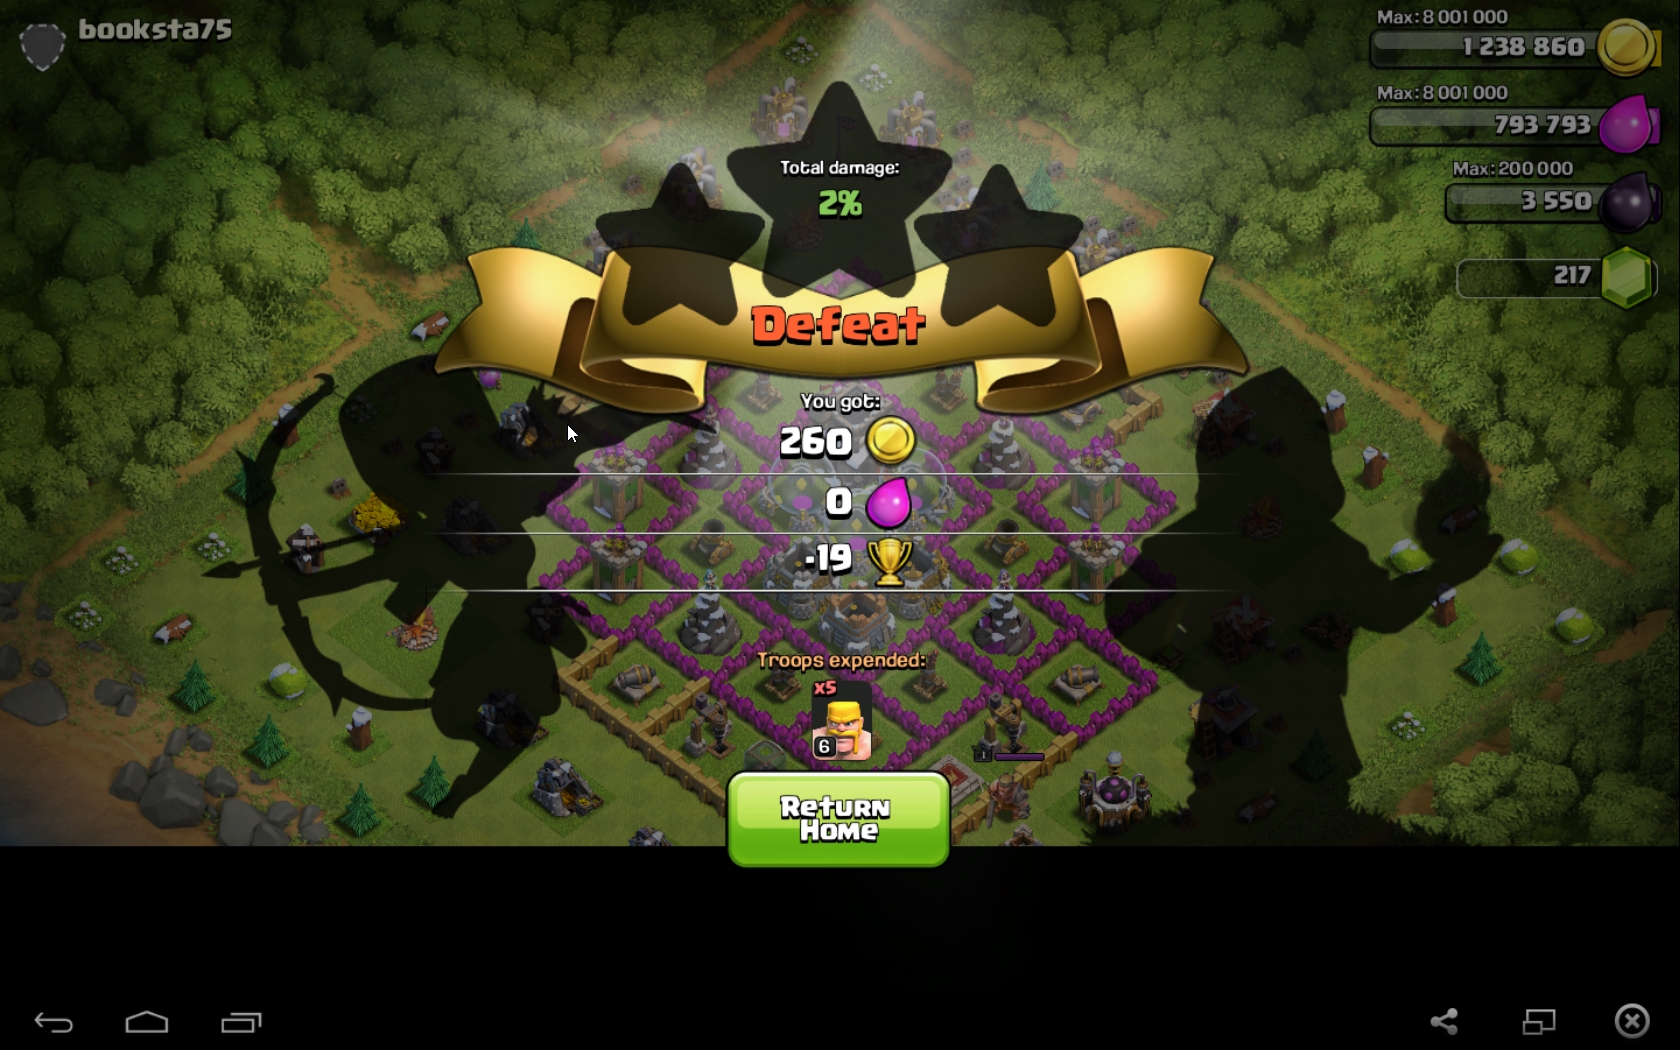 booksta75
Max: 8 001 000
1 238 860
Max: 8 001 000
793 793
Max: 200 000
3 550
217
Total damage:
2%
Defeat
You got:
260
0
-19
Troops expended:
x5
6
1
Return
Home